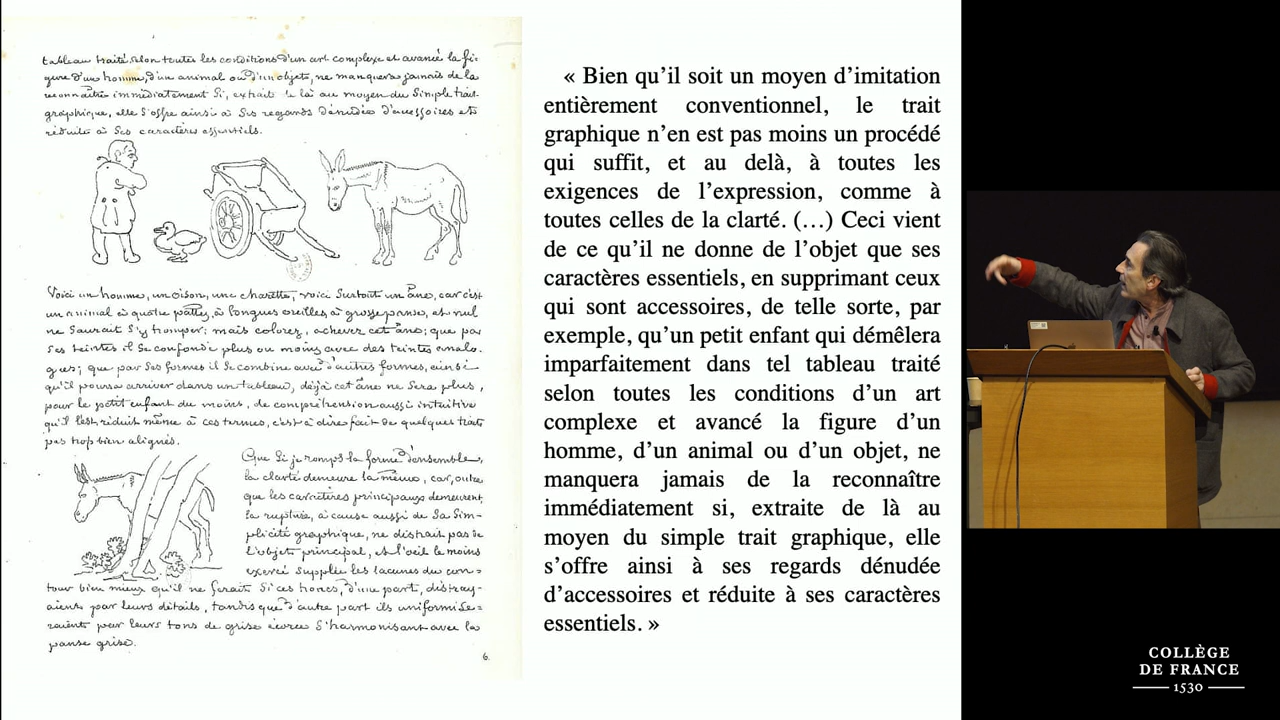 tableau traité selon toutes les conditions d'un art complexe et avancé la fi-
gure d'un homme, d'un animal ou d'un objet, ne manquera jamais de la
reconnaître immédiatement si, extrait de là au moyen du simple trait
graphique, elle s'offre ainsi à ses regards dénudée d'accessoires et
réduite à ses caractères essentiels.
Voici un homme, un oison, une charette, voici surtout un âne, car c'est
un animal à quatre pattes, à longues oreilles à grosse panse, et nul
ne saurait s'y tromper: mais colorez, achevez cet âne; que par
ses teintes il se confonde plus ou moins avec des teintes analo-
gues; que par ses formes il se combine avec d'autres formes, ainsi
qu'il pourra arriver dans un tableau, déjà cet âne ne sera plus,
pour le petit enfant du moins, de compréhension aussi intuitive
qu'il l'est réduit même à ces termes, c'est à dire fait de quelques traits
pas trop bien alignés.
Que si je romps la forme d'ensemble,
la clarté demeure la même, car, outre
que les caractères principaux demeurent,
la rupture, à cause aussi de la sim-
plicité graphique, ne distrait pas de
l'objet principal, et l'oeil le moins
exercé supplée les lacunes du con-
tour bien mieux qu'il ne ferait si ces troncs, d'une part, distray-
aient par leurs détails, tandis que d'autre part ils uniformise-
raient par leurs tons de grise écorce s'harmonisant avec la
panse grise.
6.
« Bien qu'il soit un moyen d'imitation
entièrement conventionnel, le trait
graphique n'en est pas moins un procédé
qui suffit, et au delà, à toutes les
exigences de l'expression, comme à
toutes celles de la clarté. (…) Ceci vient
de ce qu'il ne donne de l'objet que ses
caractères essentiels, en supprimant ceux
qui sont accessoires, de telle sorte, par
exemple, qu'un petit enfant qui démêlera
imparfaitement dans tel tableau traité
selon toutes les conditions d'un art
complexe et avancé la figure d'un
homme, d'un animal ou d'un objet, ne
manquera jamais de la reconnaître
immédiatement si, extraite de là au
moyen du simple trait graphique, elle
s'offre ainsi à ses regards dénudée
d'accessoires et réduite à ses caractères
essentiels. »
COLLÈGE
DE FRANCE
1530